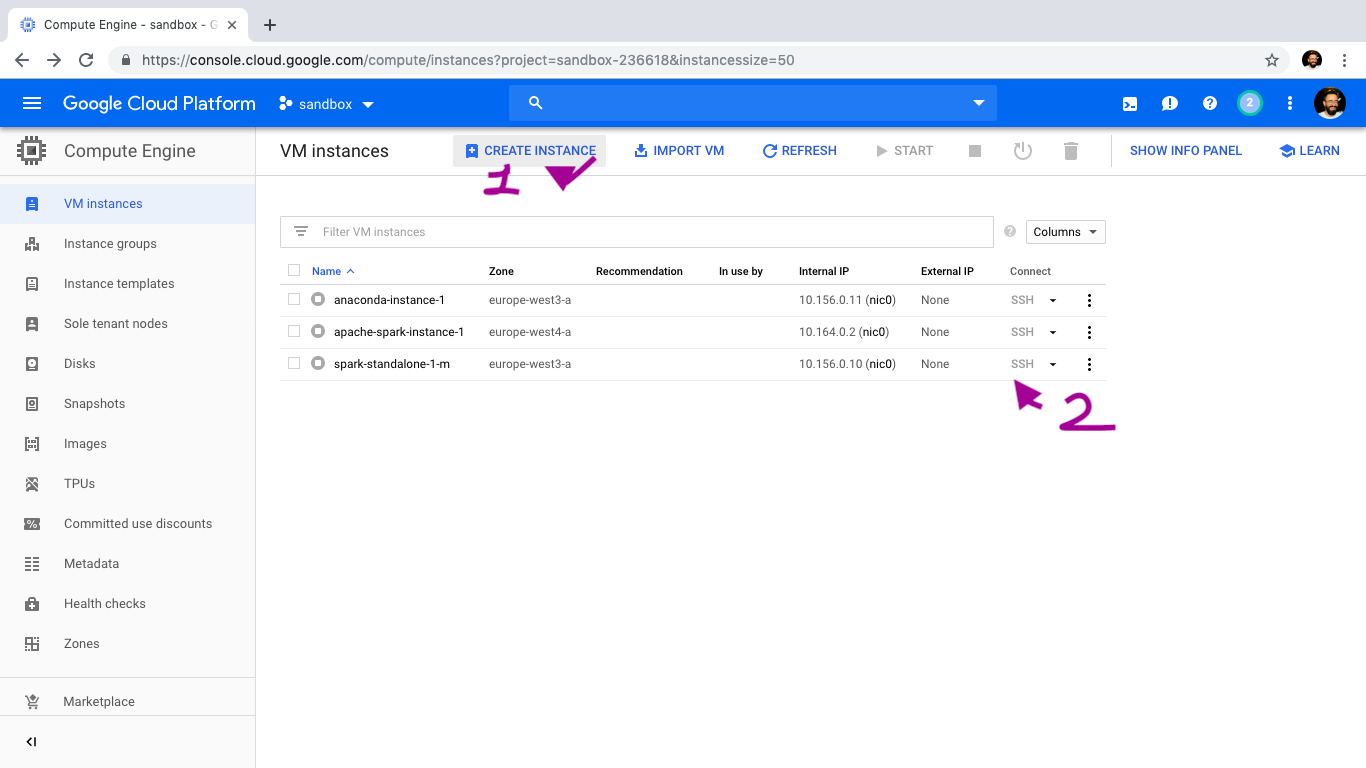 Compute Engine - sandbox - G
https://console.cloud.google.com/compute/instances?project=sandbox-236618&instancessize=50
Google Cloud Platform sandbox 2
Compute Engine VM instances CREATE INSTANCE IMPORT VM REFRESH START SHOW INFO PANEL LEARN
1
VM instances
Instance groups
Instance templates
Sole tenant nodes
Disks
Snapshots
Images
TPUs
Committed use discounts
Metadata
Health checks
Zones
Marketplace
Filter VM instances Columns
Name Zone Recommendation In use by Internal IP External IP Connect
anaconda-instance-1 europe-west3-a 10.156.0.11 (nic0) None SSH
apache-spark-instance-1 europe-west4-a 10.164.0.2 (nic0) None SSH
spark-standalone-1-m europe-west3-a 10.156.0.10 (nic0) None SSH
2